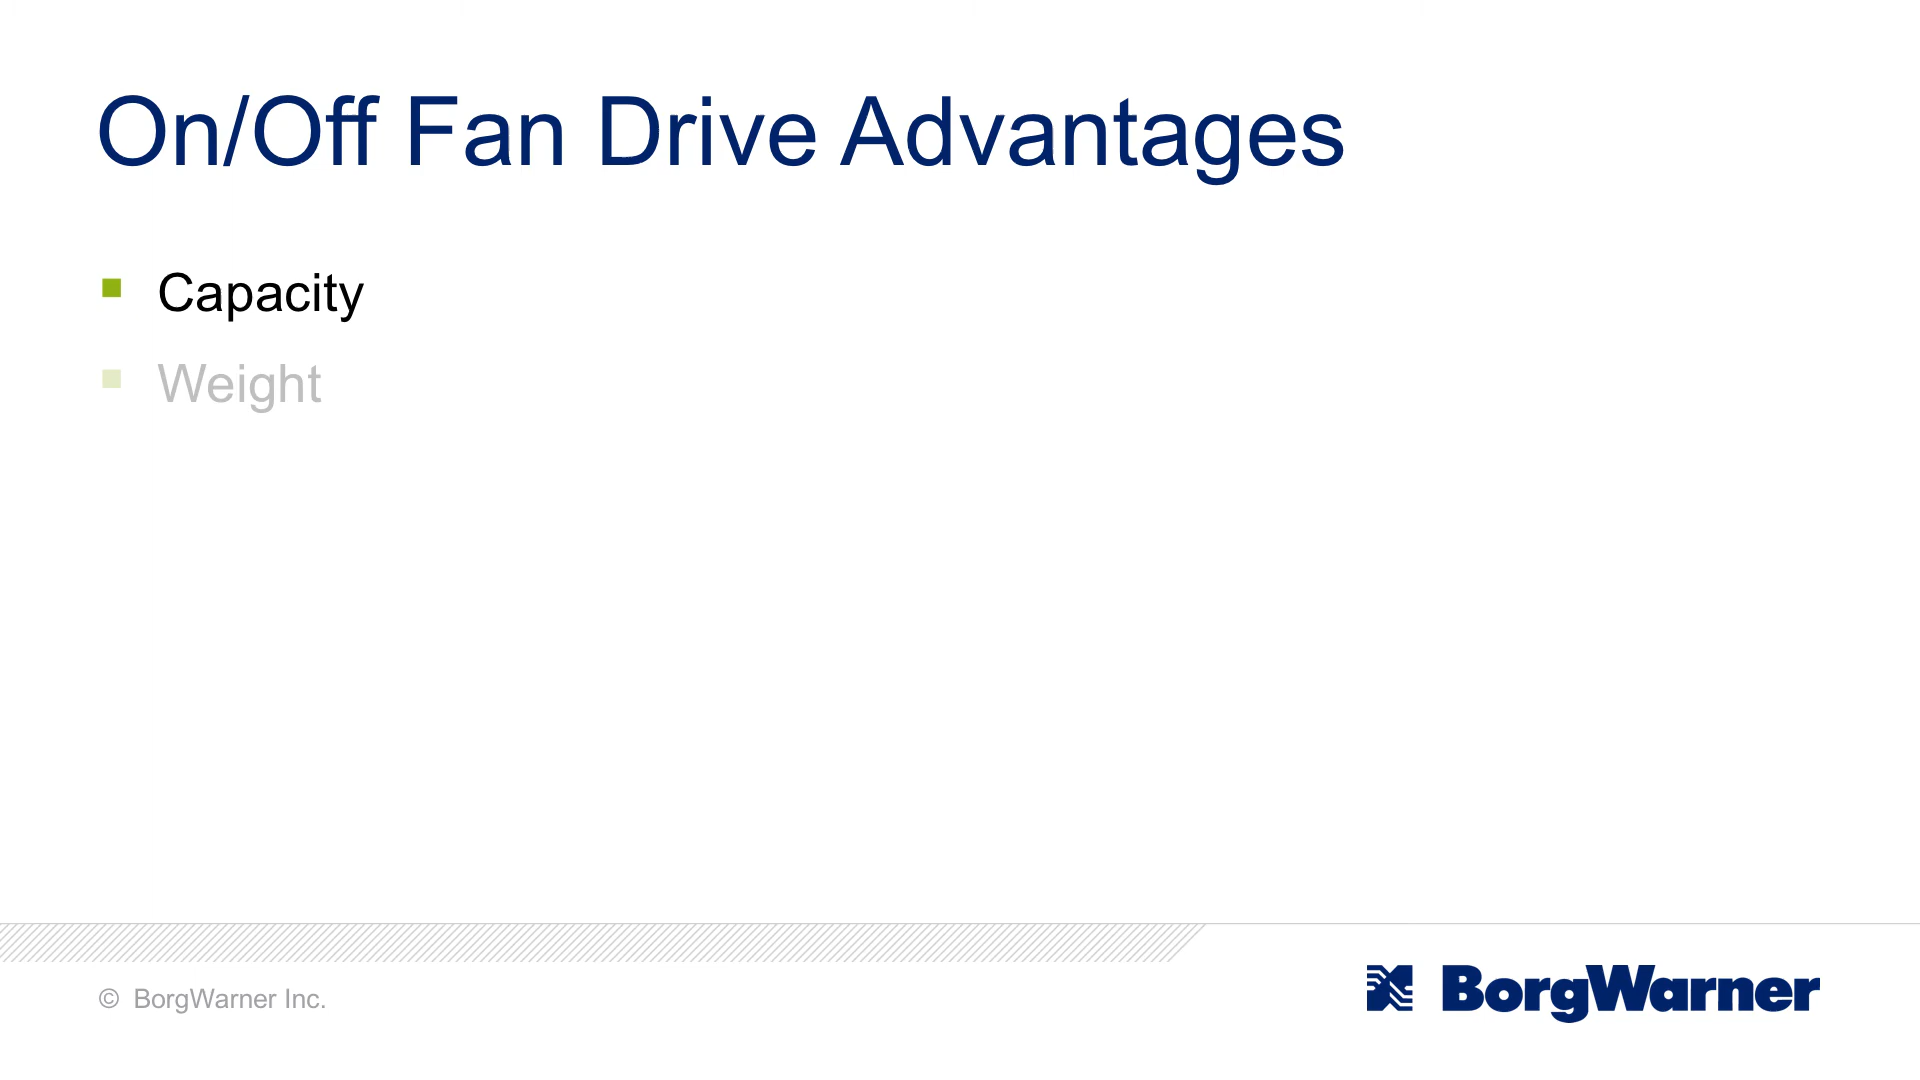 On/Off Fan Drive Advantages
Capacity
Weight
© BorgWarner Inc.
BorgWarner